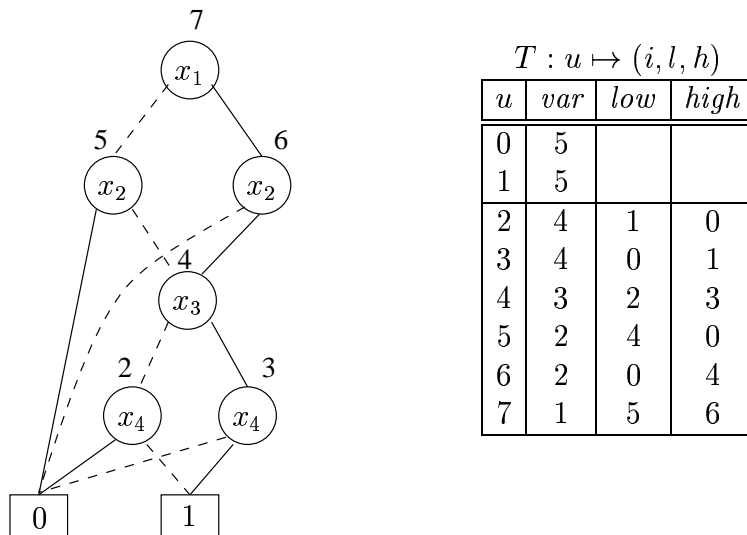 7
x₁
5 6
x₂ x₂
4
x₃
2 3
x₄ x₄
0 1
T : u ↦ (i, l, h)
u var low high
0 5
1 5
2 4 1 0
3 4 0 1
4 3 2 3
5 2 4 0
6 2 0 4
7 1 5 6